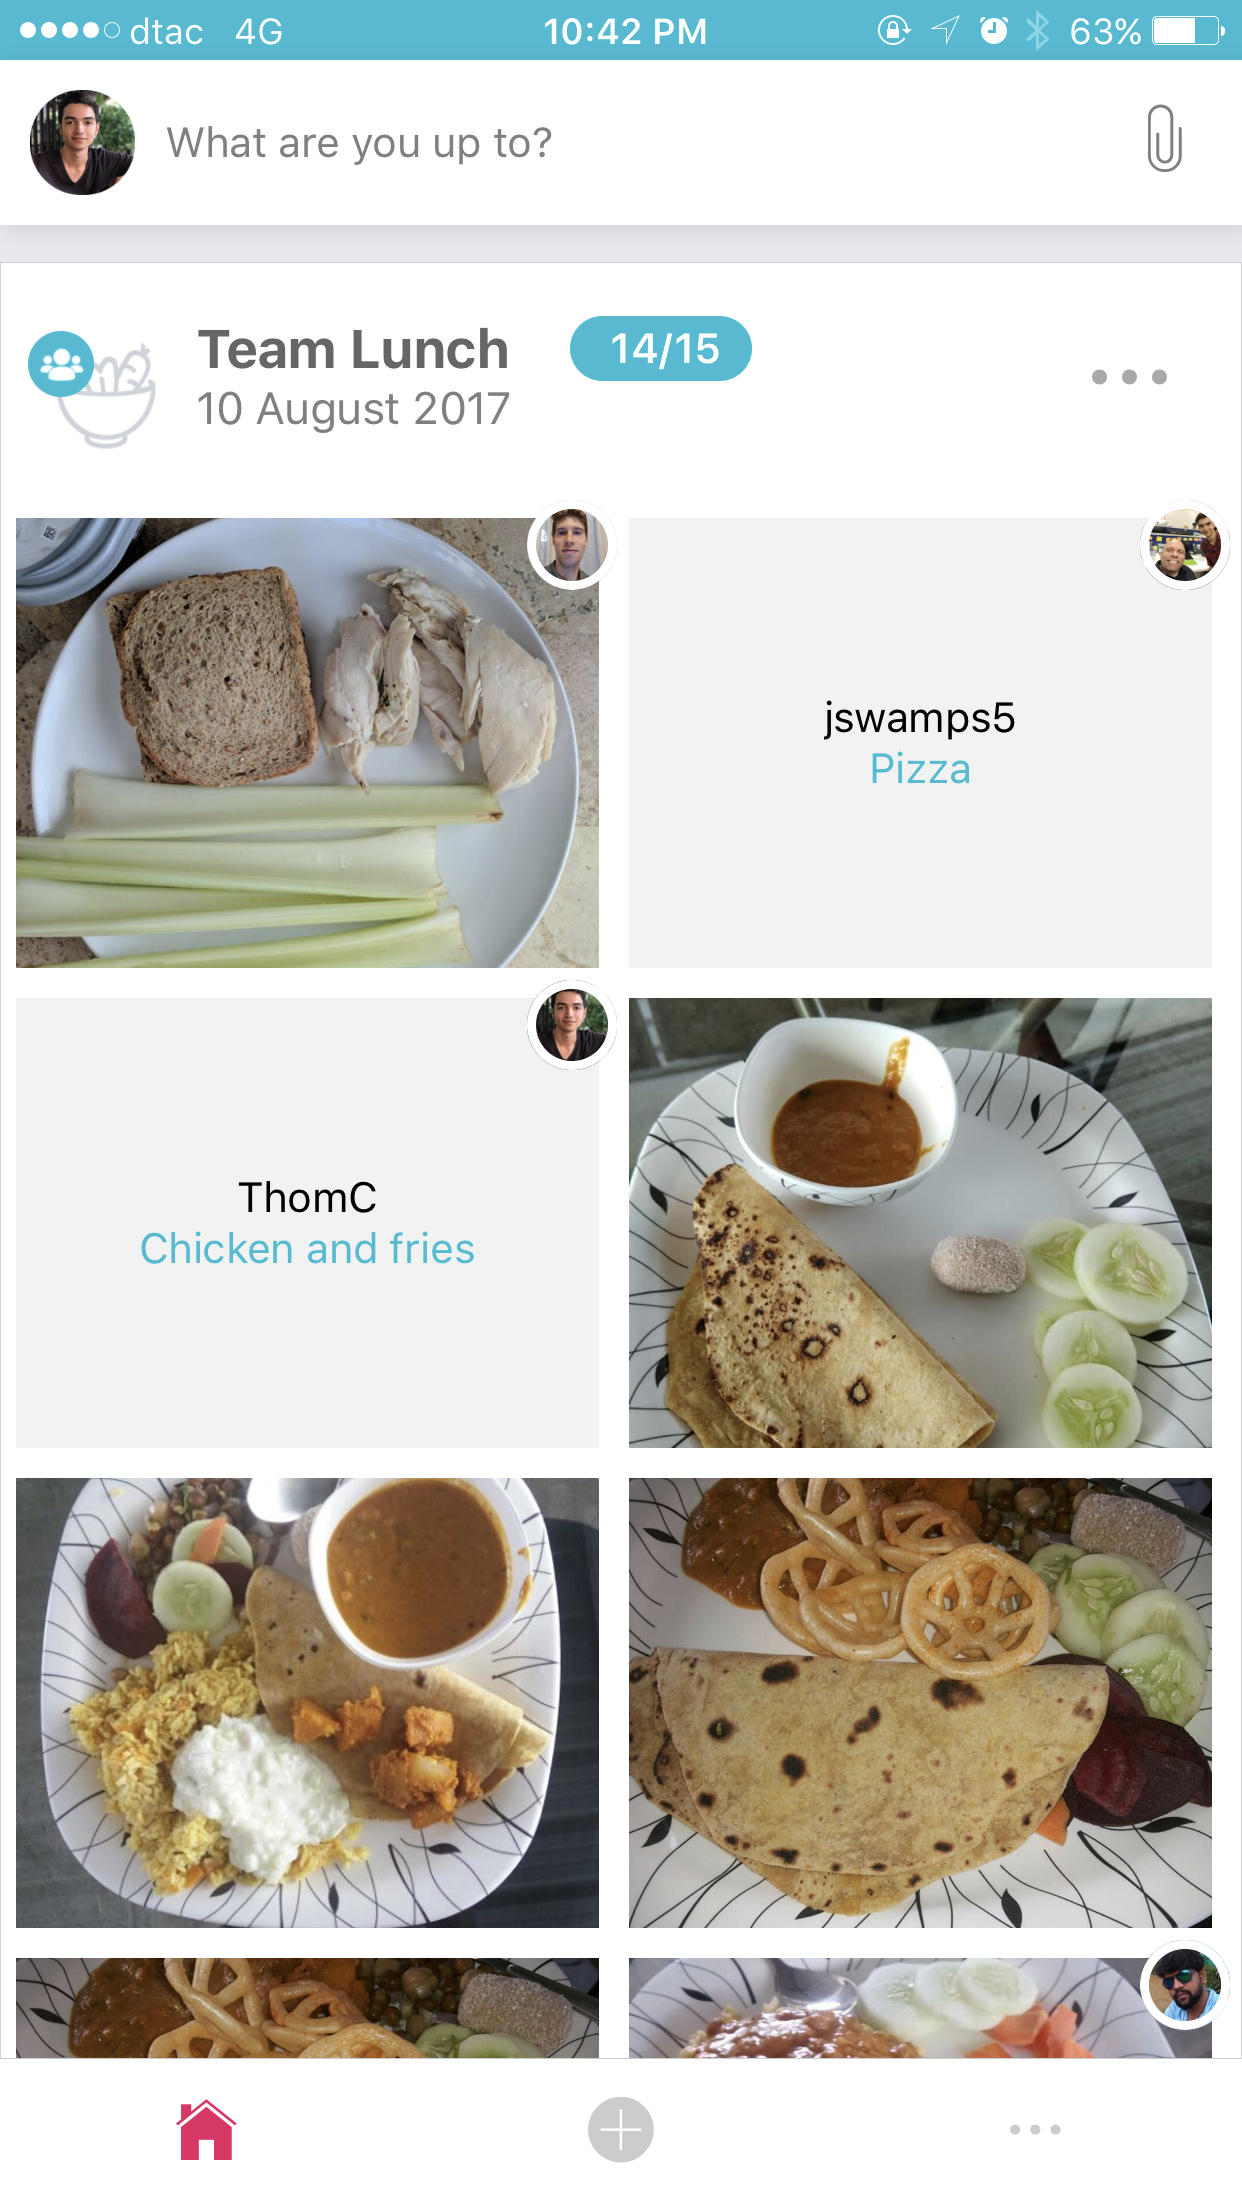 dtac 4G 10:42 PM 63%
What are you up to?
Team Lunch 14/15
10 August 2017
jswamps5
Pizza
ThomC
Chicken and fries